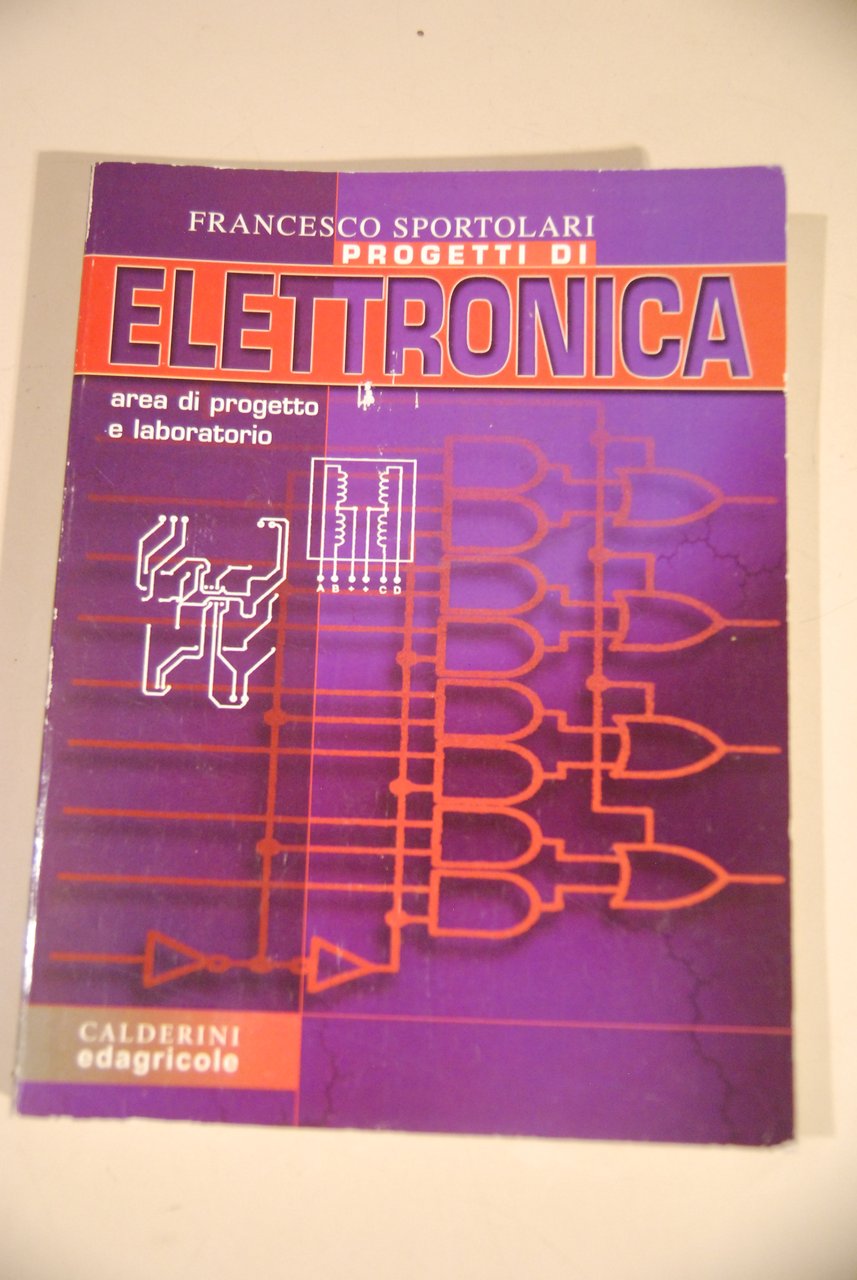 FRANCESCO SPORTOLARI
PROGETTI DI
ELETTRONICA
area di progetto
e laboratorio
A B + + C D
CALDERINI
edagricole